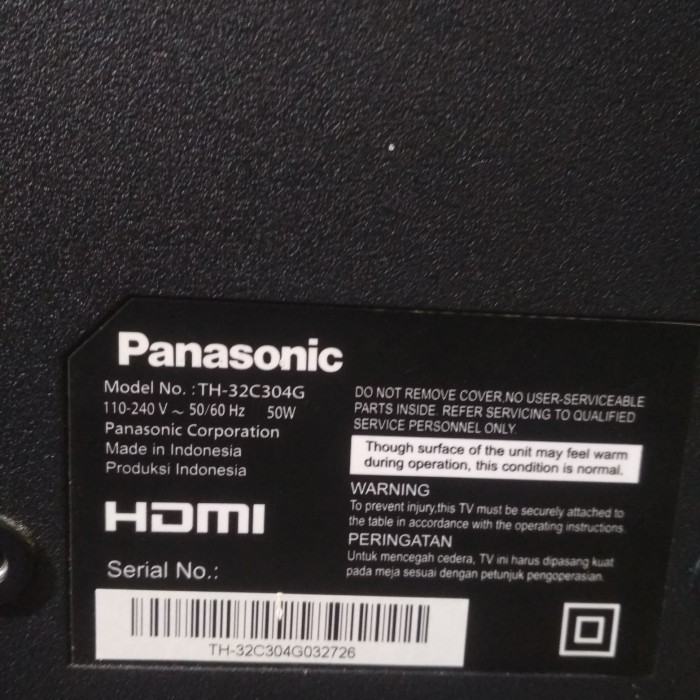 Panasonic
Model No. :TH-32C304G
110-240 V ~ 50/60 Hz 50W
Panasonic Corporation
Made in Indonesia
Produksi Indonesia
HDMI
Serial No.:
TH-32C304G032726
DO NOT REMOVE COVER,NO USER-SERVICEABLE
PARTS INSIDE. REFER SERVICING TO QUALIFIED
SERVICE PERSONNEL ONLY.
Though surface of the unit may feel warm
during operation, this condition is normal.
WARNING
To prevent injury,this TV must be securely attached to
the table in accordance with the operating instructions.
PERINGATAN
Untuk mencegah cedera, TV ini harus dipasang kuat
pada meja sesuai dengan petunjuk pengoperasian.